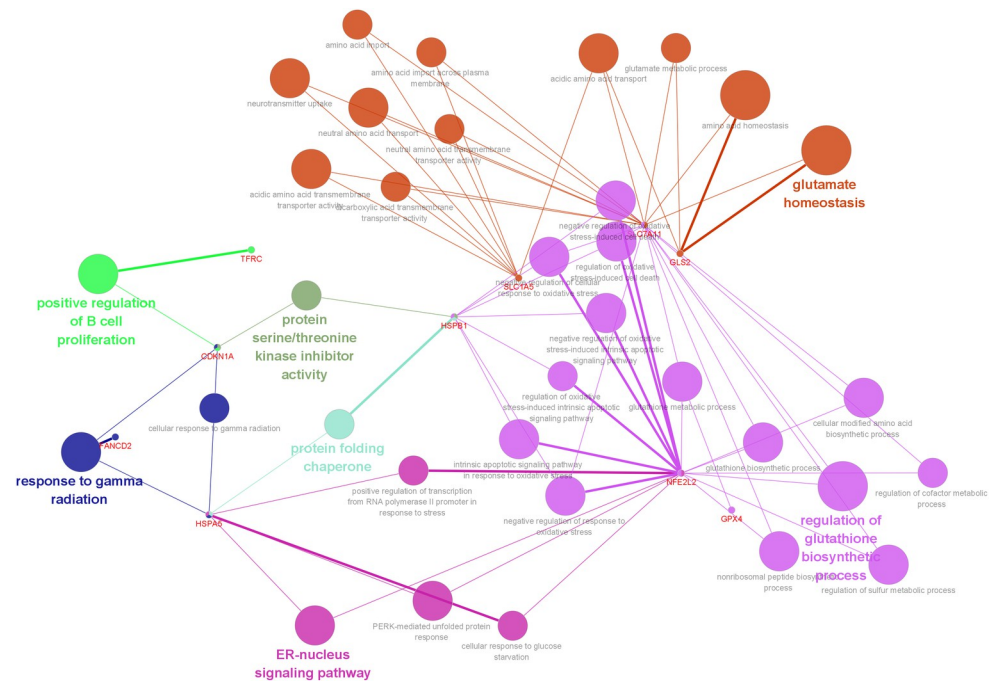 amino acid import
amino acid import across plasma
membrane
acidic amino acid transport
glutamate metabolic process
neurotransmitter uptake
neutral amino acid transport
amino acid homeostasis
neutral amino acid transmembrane
transporter activity
acidic amino acid transmembrane
transporter activity
dicarboxylic acid transmembrane
transporter activity
glutamate
homeostasis
negative regulation of oxidative
stress-induced cell death
SLC7A11
TFRC
GLS2
regulation of oxidative
stress-induced cell death
negative regulation of cellular
response to oxidative stress
SLC1A5
positive regulation
of B cell
proliferation
protein
serine/threonine
kinase inhibitor
activity
HSPB1
negative regulation of oxidative
stress-induced intrinsic apoptotic
signaling pathway
CDKN1A
regulation of oxidative
stress-induced intrinsic apoptotic
signaling pathway
glutathione metabolic process
cellular response to gamma radiation
cellular modified amino acid
biosynthetic process
FANCD2
protein folding
chaperone
intrinsic apoptotic signaling pathway
in response to oxidative stress
glutathione biosynthetic process
response to gamma
radiation
positive regulation of transcription
from RNA polymerase II promoter in
response to stress
NFE2L2
regulation of cofactor metabolic
process
HSPA5
negative regulation of response to
oxidative stress
GPX4
regulation of
glutathione
biosynthetic
process
nonribosomal peptide biosynthetic
process
regulation of sulfur metabolic process
PERK-mediated unfolded protein
response
cellular response to glucose
starvation
ER-nucleus
signaling pathway